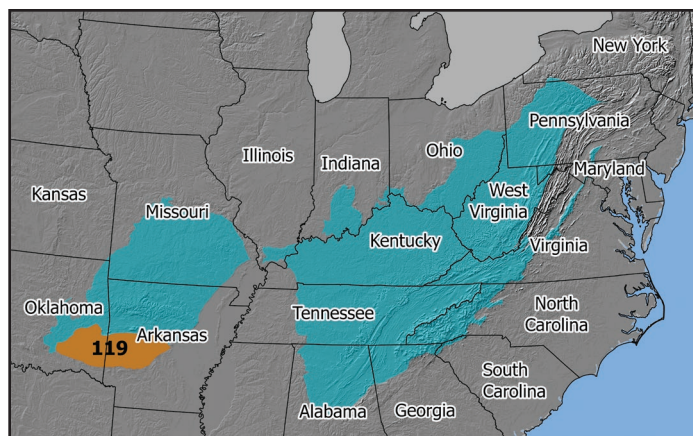 New York
Pennsylvania
Ohio
Illinois
Indiana
Maryland
Kansas
West
Virginia
Missouri
Kentucky
Virginia
Oklahoma
Tennessee
North
Carolina
Arkansas
119
South
Carolina
Alabama
Georgia